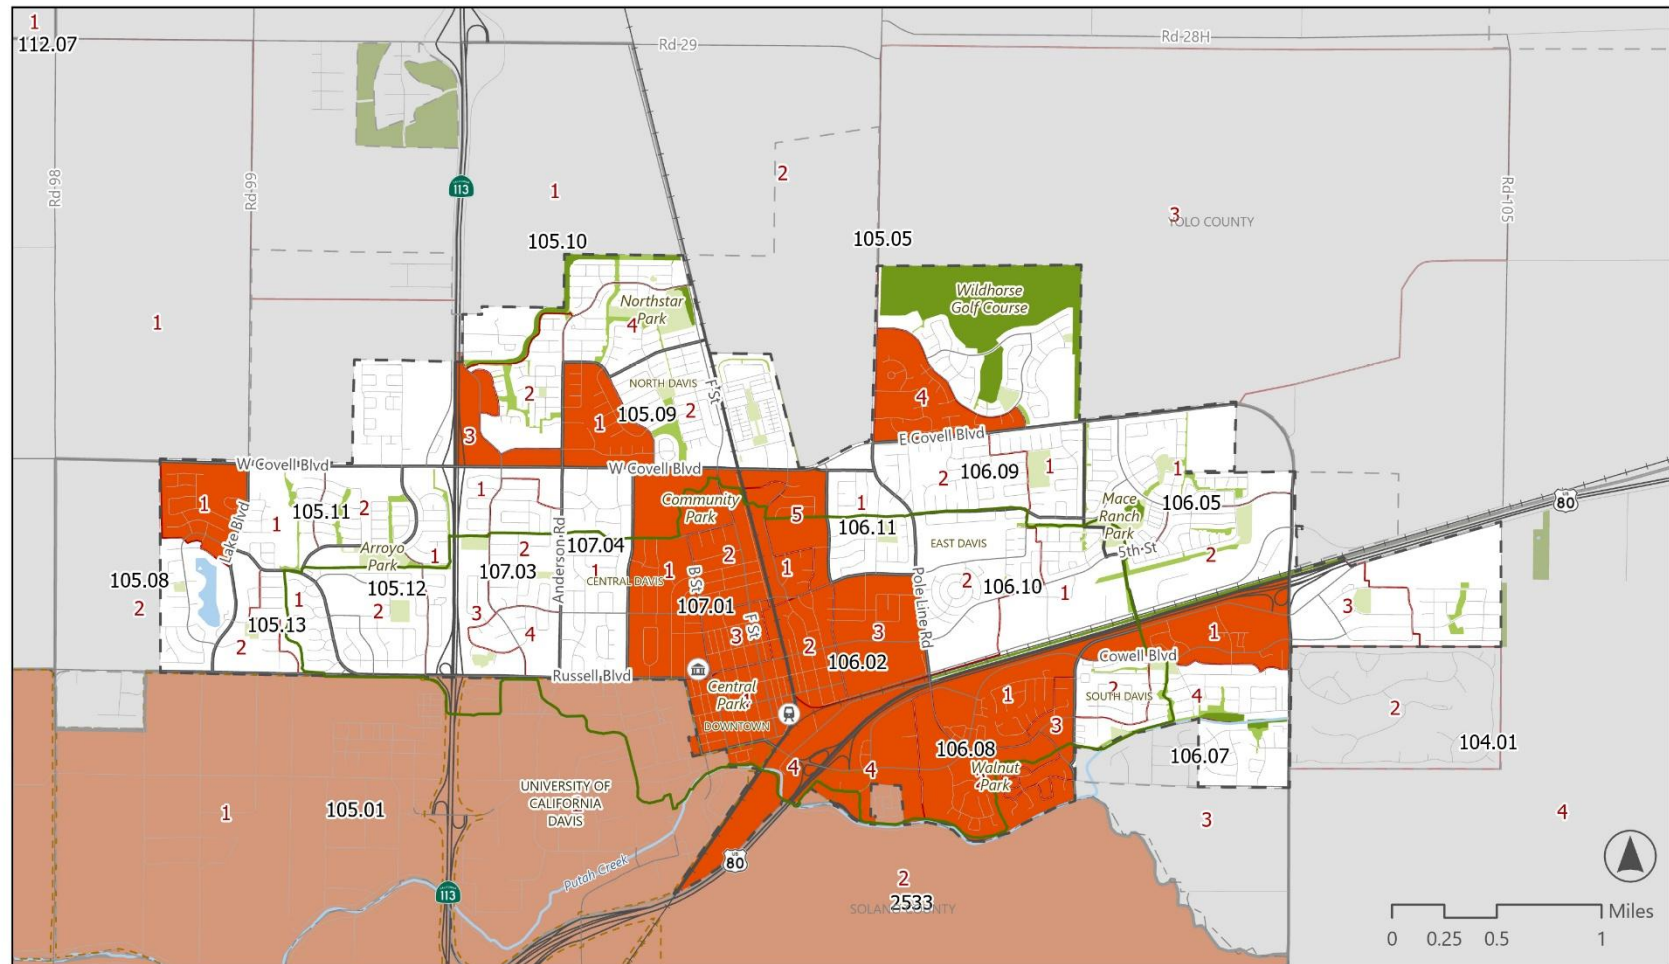 1
112.07
Rd 29
Rd 28H
Rd 98
Rd 99
113
1
2
Rd 105
3
YOLO COUNTY
105.10
105.05
Wildhorse
Golf Course
Northstar
Park
4
1
2
NORTH DAVIS
105.09
2
F St
1
4
3
E Covell Blvd
W Covell Blvd
W Covell Blvd
106.09
1
2
1
1
Community
Park
Mace
Ranch
Park
106.05
80
US
1
105.11
2
1
Lake Blvd
5
1
106.11
EAST DAVIS
5th St
2
Arroyo
Park
1
2
107.03
107.04
Anderson Rd
1
CENTRAL DAVIS
1
2
B St
107.01
1
Pole Line Rd
2
106.10
1
105.08
2
105.12
2
1
105.13
2
3
4
3
F St
2
3
106.02
3
1
Cowell Blvd
Russell Blvd
Central
Park
1
DOWNTOWN
1
3
2
SOUTH DAVIS
4
2
104.01
106.08
Walnut
Park
106.07
4
4
UNIVERSITY OF
CALIFORNIA
DAVIS
1
105.01
3
4
US
80
Putah Creek
113
2
2533
SOLANO COUNTY
Miles
0
0.25
0.5
1